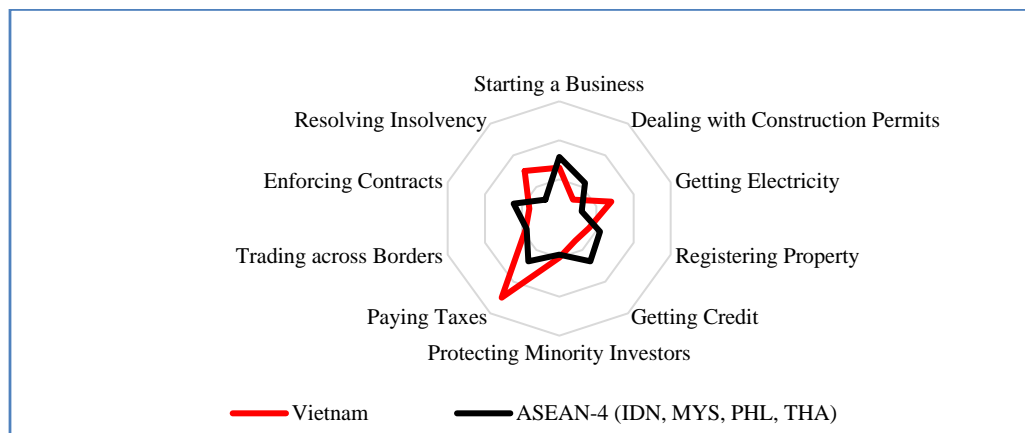 Starting a Business
Resolving Insolvency
Dealing with Construction Permits
Enforcing Contracts
Getting Electricity
Trading across Borders
Registering Property
Paying Taxes
Getting Credit
Protecting Minority Investors
Vietnam
ASEAN-4 (IDN, MYS, PHL, THA)